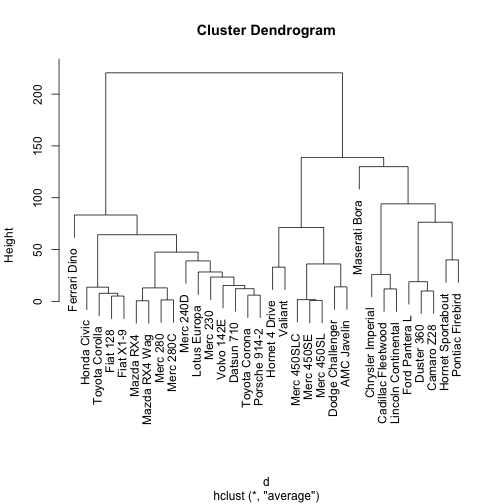 Cluster Dendrogram
Height
200
150
100
50
0
Ferrari Dino
Honda Civic
Toyota Corolla
Fiat 128
Fiat X1-9
Mazda RX4
Mazda RX4 Wag
Merc 280
Merc 280C
Merc 240D
Lotus Europa
Merc 230
Volvo 142E
Datsun 710
Toyota Corona
Porsche 914-2
Hornet 4 Drive
Valiant
Merc 450SLC
Merc 450SE
Merc 450SL
Dodge Challenger
AMC Javelin
Maserati Bora
Chrysler Imperial
Cadillac Fleetwood
Lincoln Continental
Ford Pantera L
Duster 360
Camaro Z28
Hornet Sportabout
Pontiac Firebird
d
hclust (*, "average")